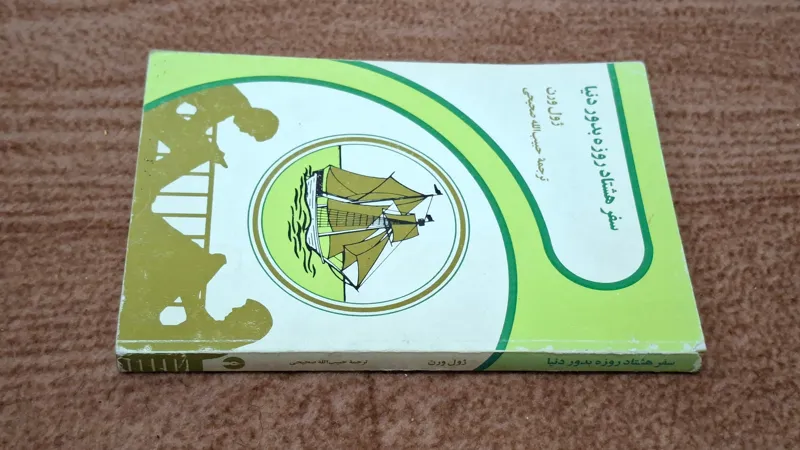 سفر هشتاد روزه بدور دنیا
ژول ورن
ترجمهٔ حبیب الله صحیحی
سفر هشتاد روزه بدور دنیا
ژول ورن
ترجمهٔ حبیب الله صحیحی